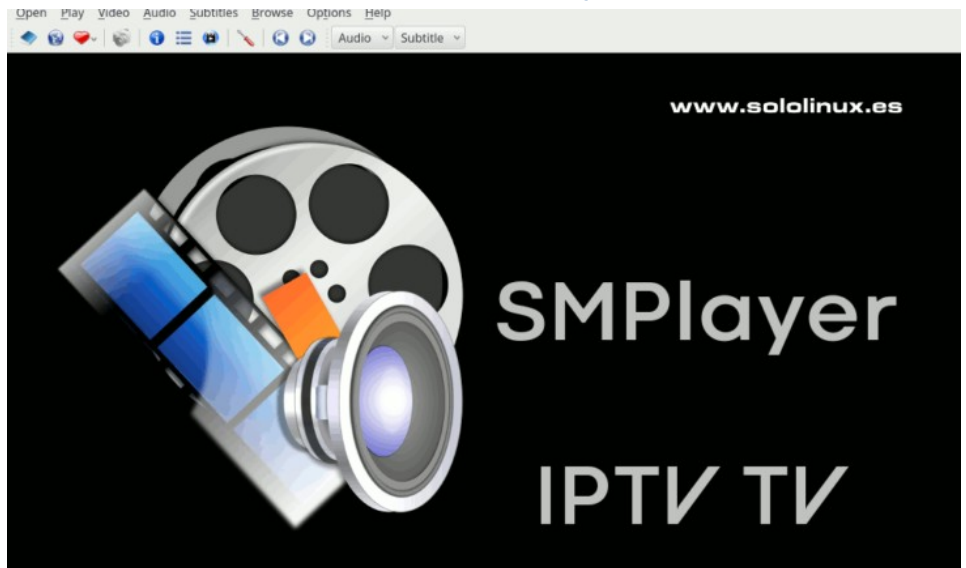 Open Play Video Audio Subtitles Browse Options Help
Audio Subtitle
www.sololinux.es
SMPlayer
IPTV TV